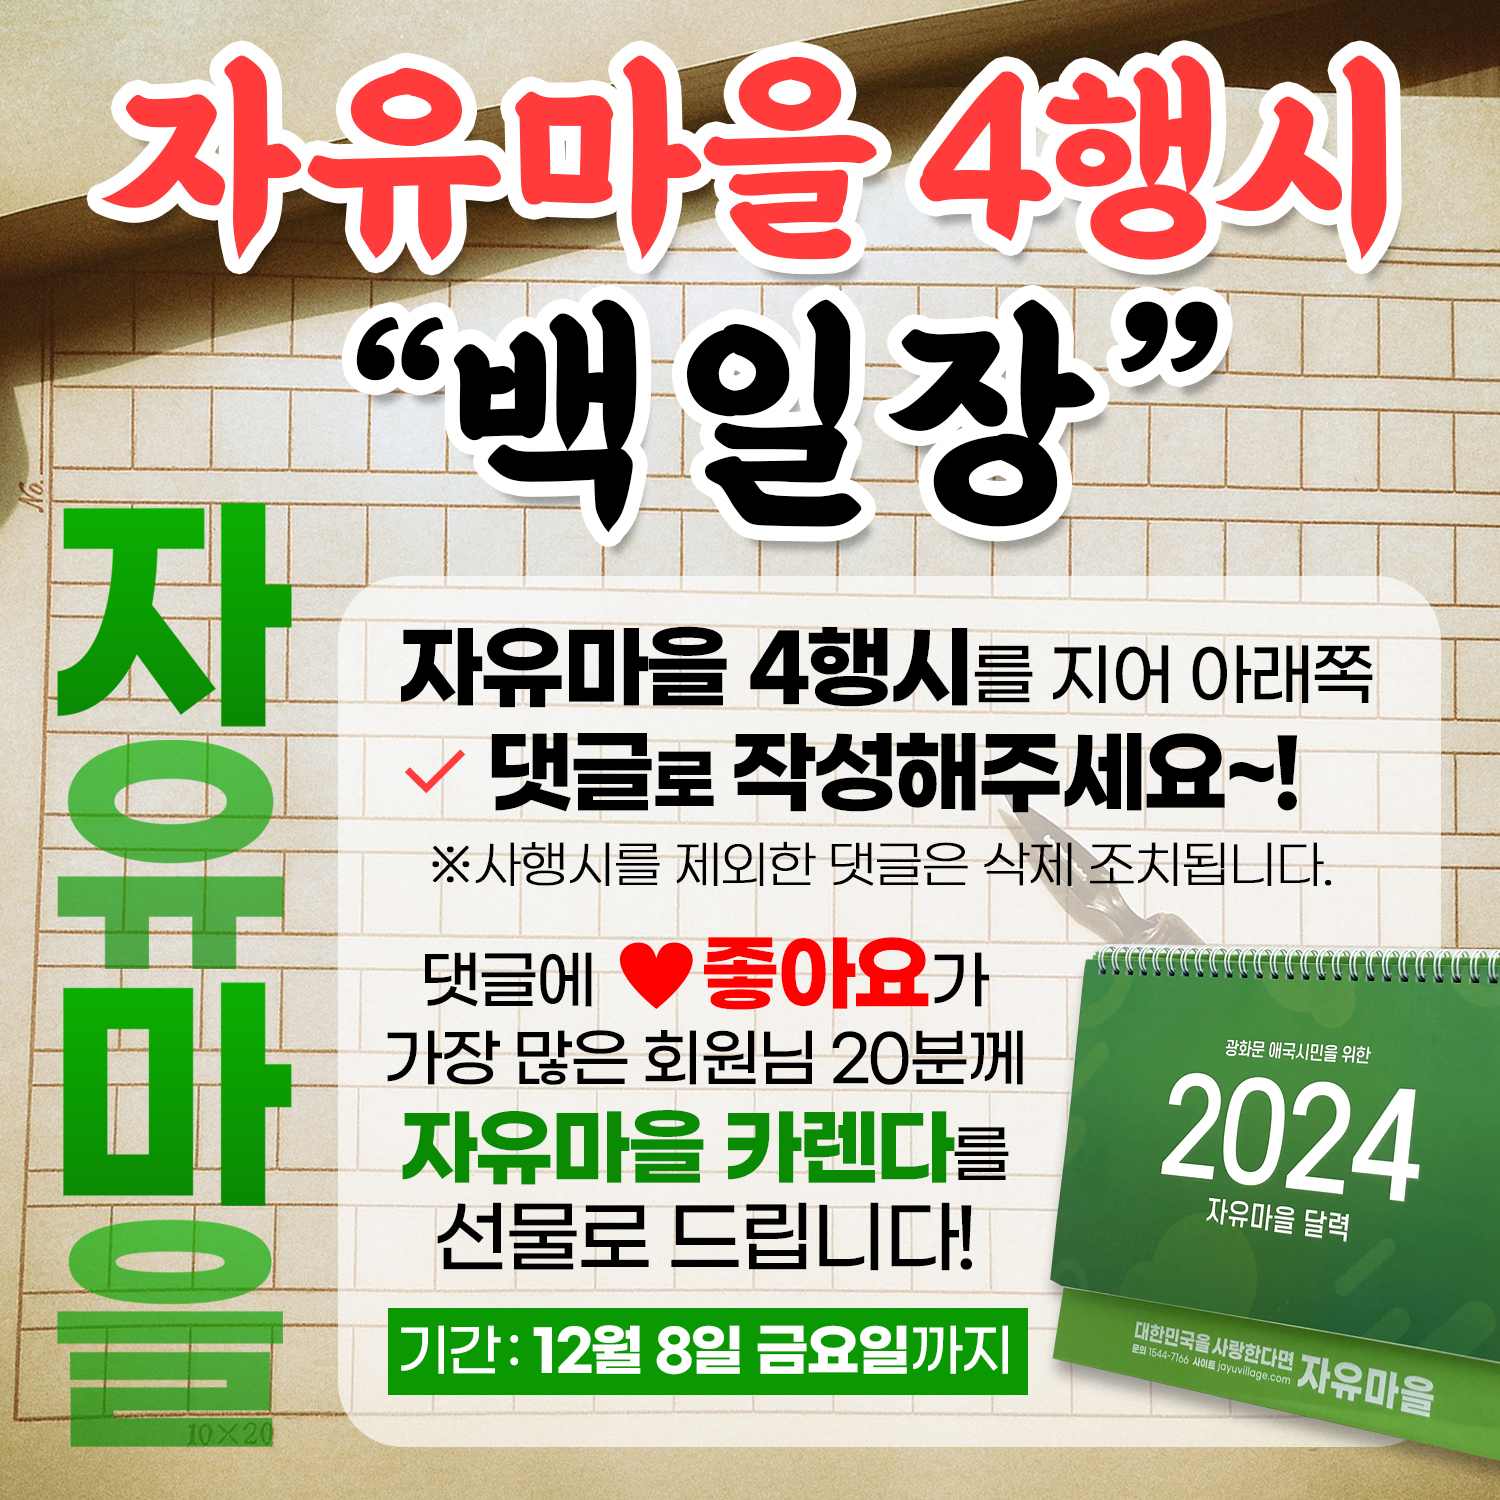 자유마을 4행시
“백일장”
No.
자유마을
자유마을 4행시를 지어 아래쪽
✓ 댓글로 작성해주세요~!
※사행시를 제외한 댓글은 삭제 조치됩니다.
댓글에 ♥좋아요가
가장 많은 회원님 20분께
자유마을 카렌다를
선물로 드립니다!
기간 : 12월 8일 금요일까지
광화문 애국시민을 위한
2024
자유마을 달력
대한민국을 사랑한다면
문의 1544-7166 사이트 jayuvillage.com
자유마을
10×20